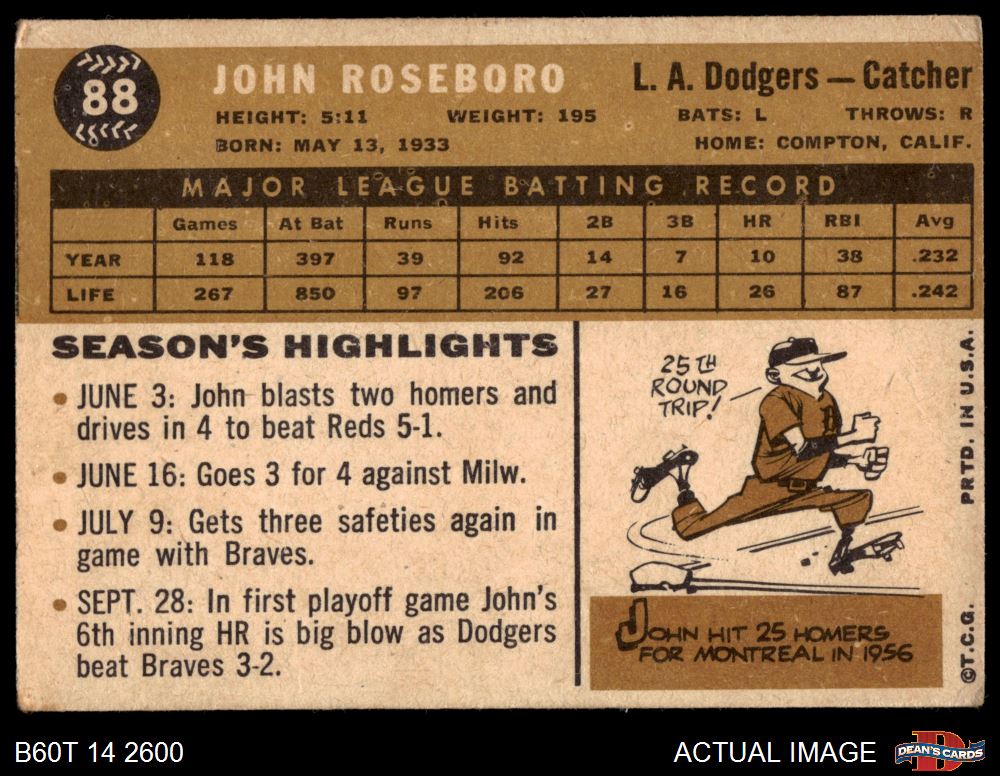 88
JOHN ROSEBORO
L. A. Dodgers — Catcher
HEIGHT: 5:11 WEIGHT: 195 BATS: L THROWS: R
BORN: MAY 13, 1933 HOME: COMPTON, CALIF.
MAJOR LEAGUE BATTING RECORD
Games At Bat Runs Hits 2B 3B HR RBI Avg
YEAR 118 397 39 92 14 7 10 38 .232
LIFE 267 850 97 206 27 16 26 87 .242
SEASON'S HIGHLIGHTS
• JUNE 3: John blasts two homers and
drives in 4 to beat Reds 5-1.
• JUNE 16: Goes 3 for 4 against Milw.
• JULY 9: Gets three safeties again in
game with Braves.
• SEPT. 28: In first playoff game John's
6th inning HR is big blow as Dodgers
beat Braves 3-2.
25TH
ROUND
TRIP!
D
JOHN HIT 25 HOMERS
FOR MONTREAL IN 1956
©T.C.G. PRTD. IN U.S.A.
B60T 14 2600
ACTUAL IMAGE
D
DEAN'S CARDS